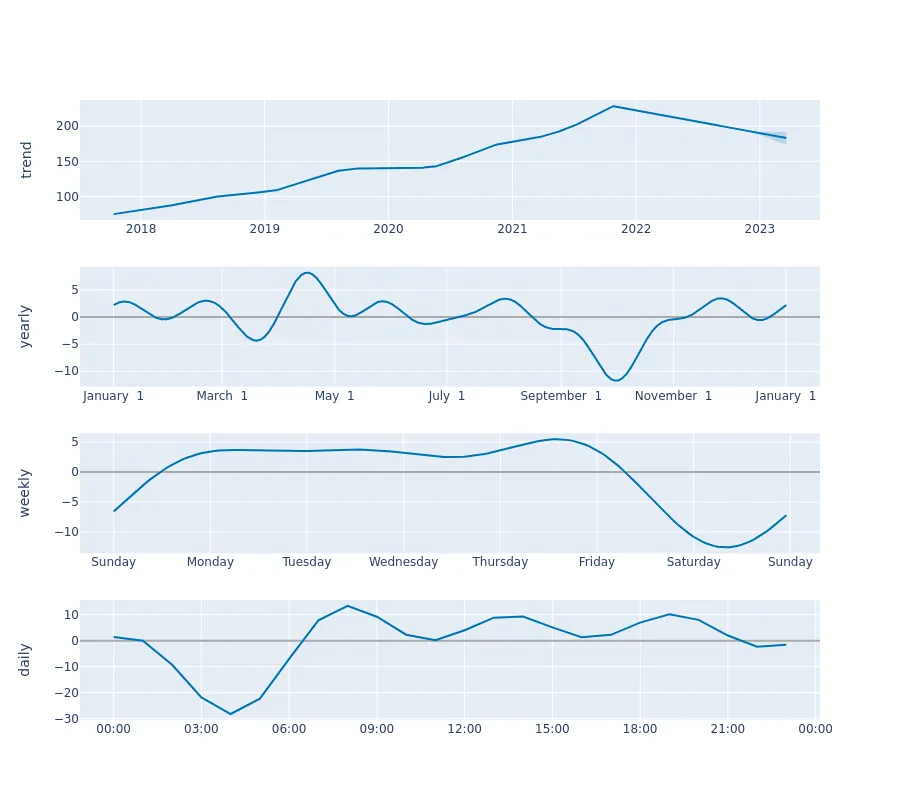 trend
200
150
100
2018 2019 2020 2021 2022 2023
yearly
5
0
−5
−10
January 1 March 1 May 1 July 1 September 1 November 1 January 1
weekly
5
0
−5
−10
Sunday Monday Tuesday Wednesday Thursday Friday Saturday Sunday
daily
10
0
−10
−20
−30
00:00 03:00 06:00 09:00 12:00 15:00 18:00 21:00 00:00